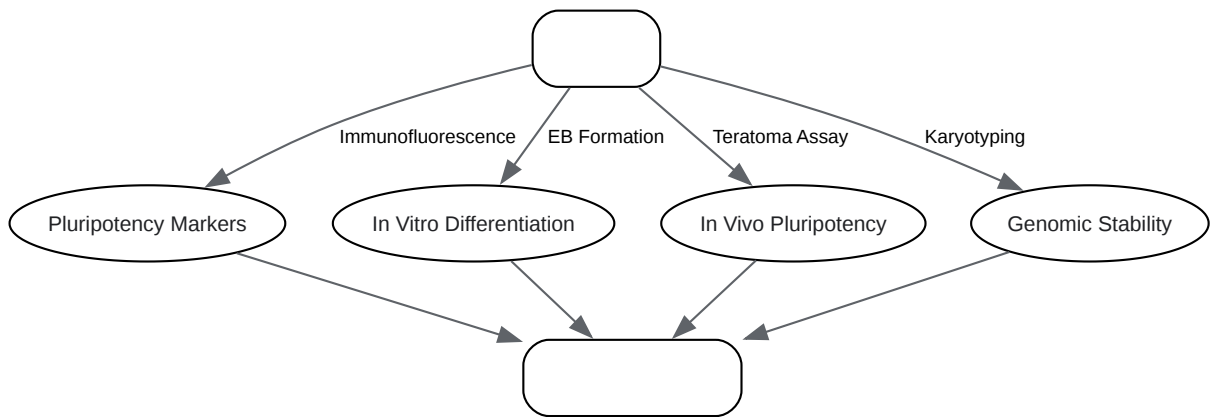 Immunofluorescence
EB Formation
Teratoma Assay
Karyotyping
Pluripotency Markers
In Vitro Differentiation
In Vivo Pluripotency
Genomic Stability